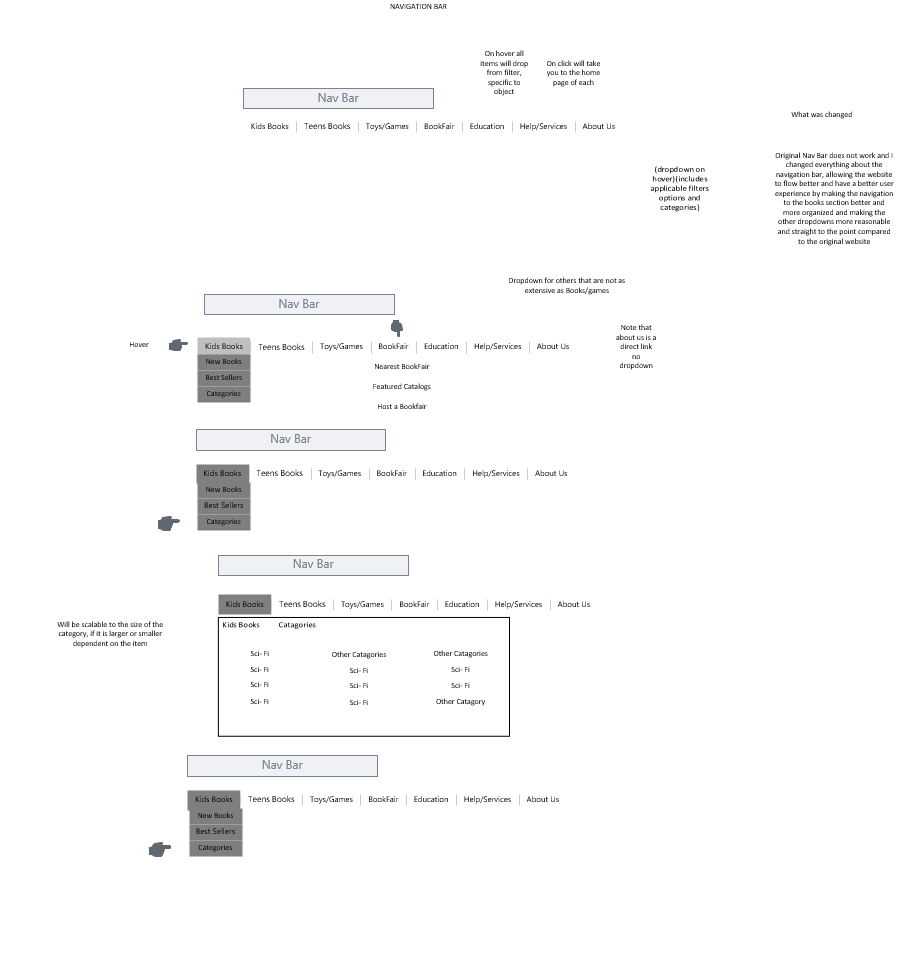 NAVIGATION BAR
On hover all
items will drop
from filter,
specific to
object
On click will take
you to the home
page of each
Nav Bar
Kids Books Teens Books Toys/Games BookFair Education Help/Services About Us
What was changed
Original Nav Bar does not work and I
changed everything about the
navigation bar, allowing the website
to flow better and have a better user
experience by making the navigation
to the books section better and
more organized and making the
other dropdowns more reasonable
and straight to the point compared
to the original website
(dropdown on
hover)(includes
applicable filters
options and
categories)
Dropdown for others that are not as
extensive as Books/games
Nav Bar
Note that
about us is a
direct link
no
dropdown
Hover
Kids Books Teens Books Toys/Games BookFair Education Help/Services About Us
New Books
Best Sellers
Categories
Nearest BookFair
Featured Catalogs
Host a Bookfair
Nav Bar
Kids Books Teens Books Toys/Games BookFair Education Help/Services About Us
New Books
Best Sellers
Categories
Nav Bar
Kids Books Teens Books Toys/Games BookFair Education Help/Services About Us
Will be scalable to the size of the
category, if it is larger or smaller
dependent on the item
Kids Books Catagories
Sci- Fi Other Catagories Other Catagories
Sci- Fi Sci- Fi Sci- Fi
Sci- Fi Sci- Fi Sci- Fi
Sci- Fi Sci- Fi Other Catagory
Nav Bar
Kids Books Teens Books Toys/Games BookFair Education Help/Services About Us
New Books
Best Sellers
Categories